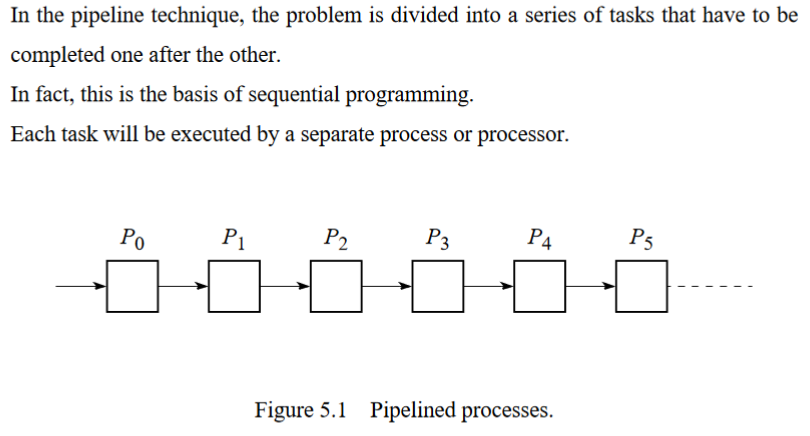 In the pipeline technique, the problem is divided into a series of tasks that have to be
completed one after the other.
In fact, this is the basis of sequential programming.
Each task will be executed by a separate process or processor.
P0 P1 P2 P3 P4 P5
Figure 5.1 Pipelined processes.